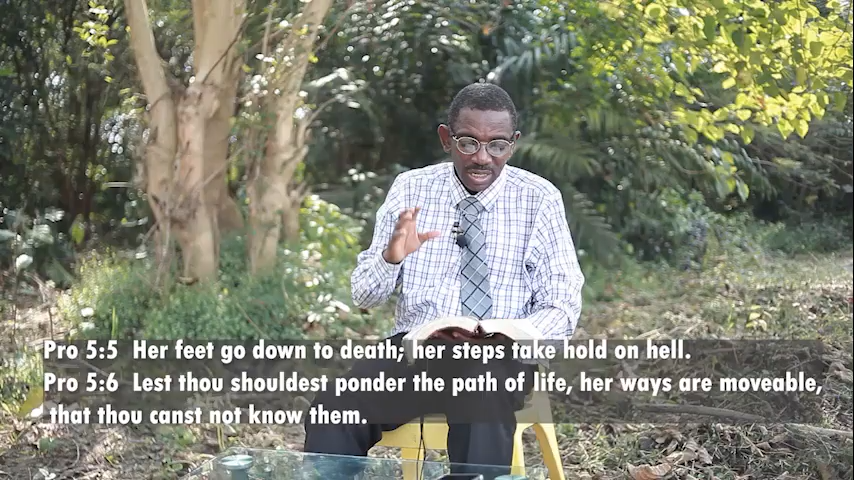 Pro 5:5 Her feet go down to death; her steps take hold on hell.
Pro 5:6 Lest thou shouldest ponder the path of life, her ways are moveable,
that thou canst not know them.